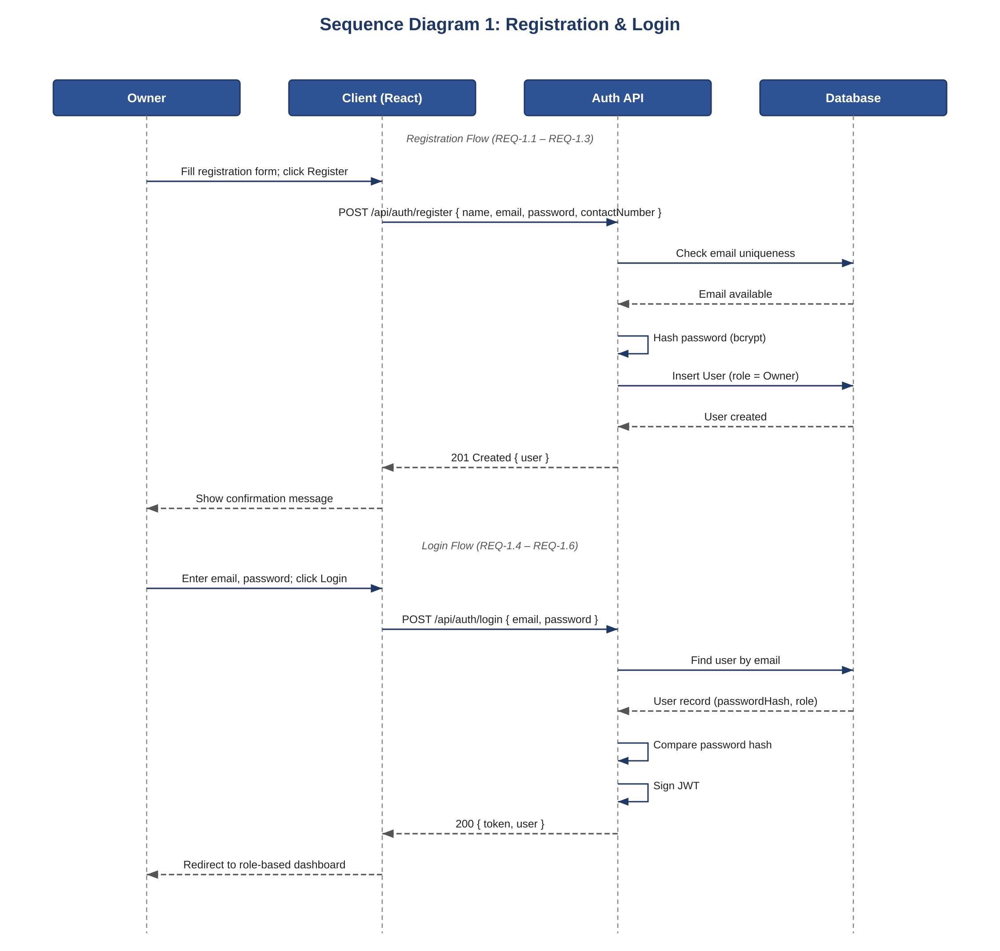 Sequence Diagram 1: Registration & Login
Owner
Client (React)
Auth API
Database
Registration Flow (REQ-1.1 – REQ-1.3)
Fill registration form; click Register
POST /api/auth/register { name, email, password, contactNumber }
Check email uniqueness
Email available
Hash password (bcrypt)
Insert User (role = Owner)
User created
201 Created { user }
Show confirmation message
Login Flow (REQ-1.4 – REQ-1.6)
Enter email, password; click Login
POST /api/auth/login { email, password }
Find user by email
User record (passwordHash, role)
Compare password hash
Sign JWT
200 { token, user }
Redirect to role-based dashboard